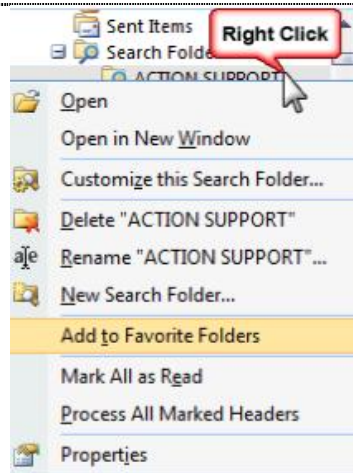 Sent Items
Right Click
Search Folde
ACTION SUPPORT
Open
Open in New Window
Customize this Search Folder...
Delete "ACTION SUPPORT"
Rename "ACTION SUPPORT"...
New Search Folder...
Add to Favorite Folders
Mark All as Read
Process All Marked Headers
Properties